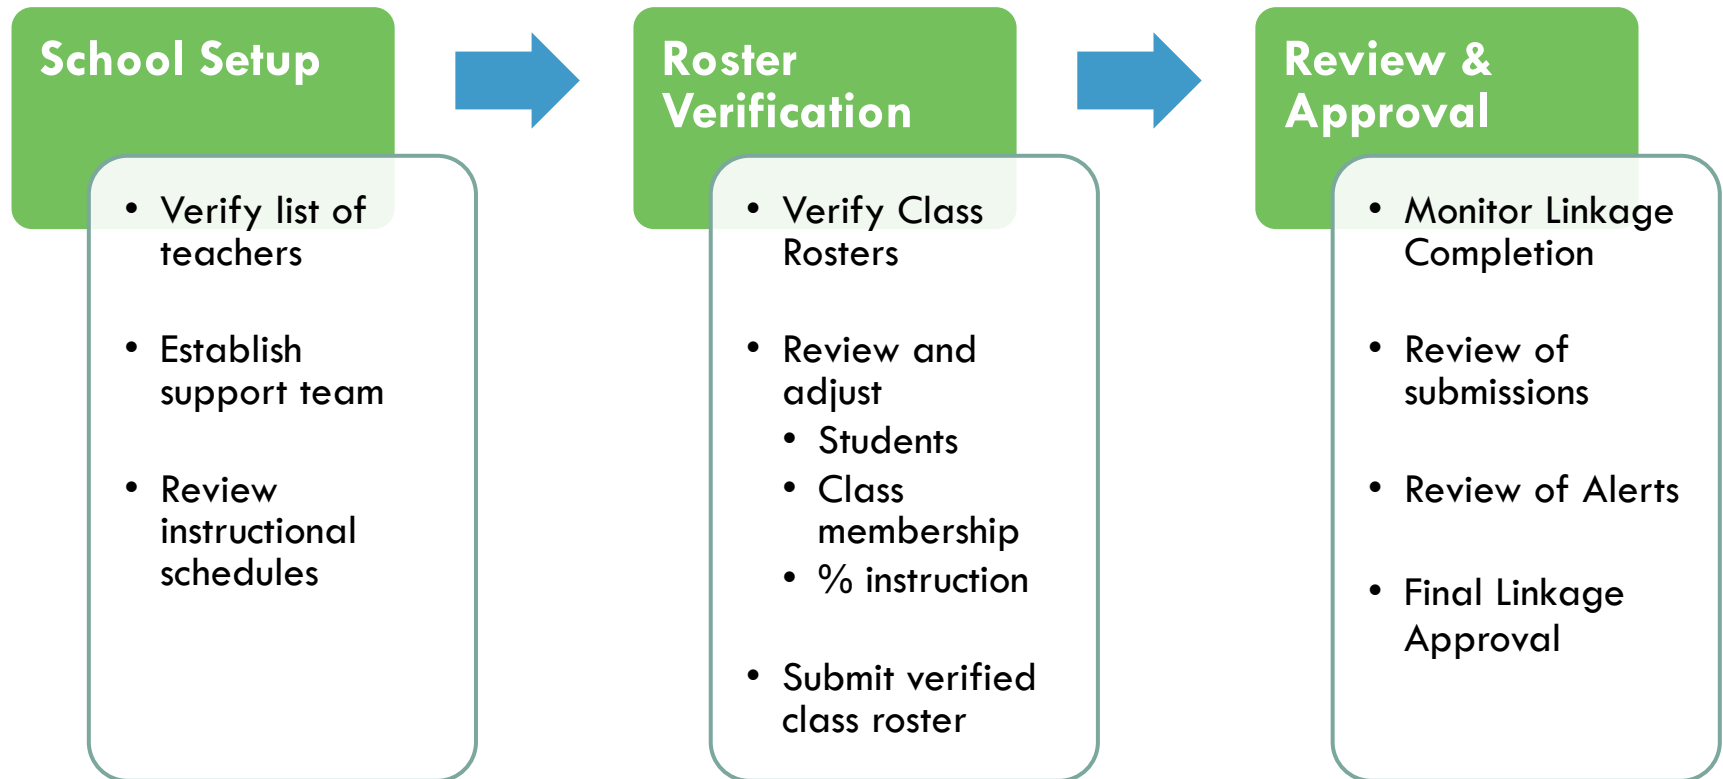 School Setup
• Verify list of
teachers
• Establish
support team
• Review
instructional
schedules
Roster
Verification
• Verify Class
Rosters
• Review and
adjust
• Students
• Class
membership
• % instruction
• Submit verified
class roster
Review &
Approval
• Monitor Linkage
Completion
• Review of
submissions
• Review of Alerts
• Final Linkage
Approval